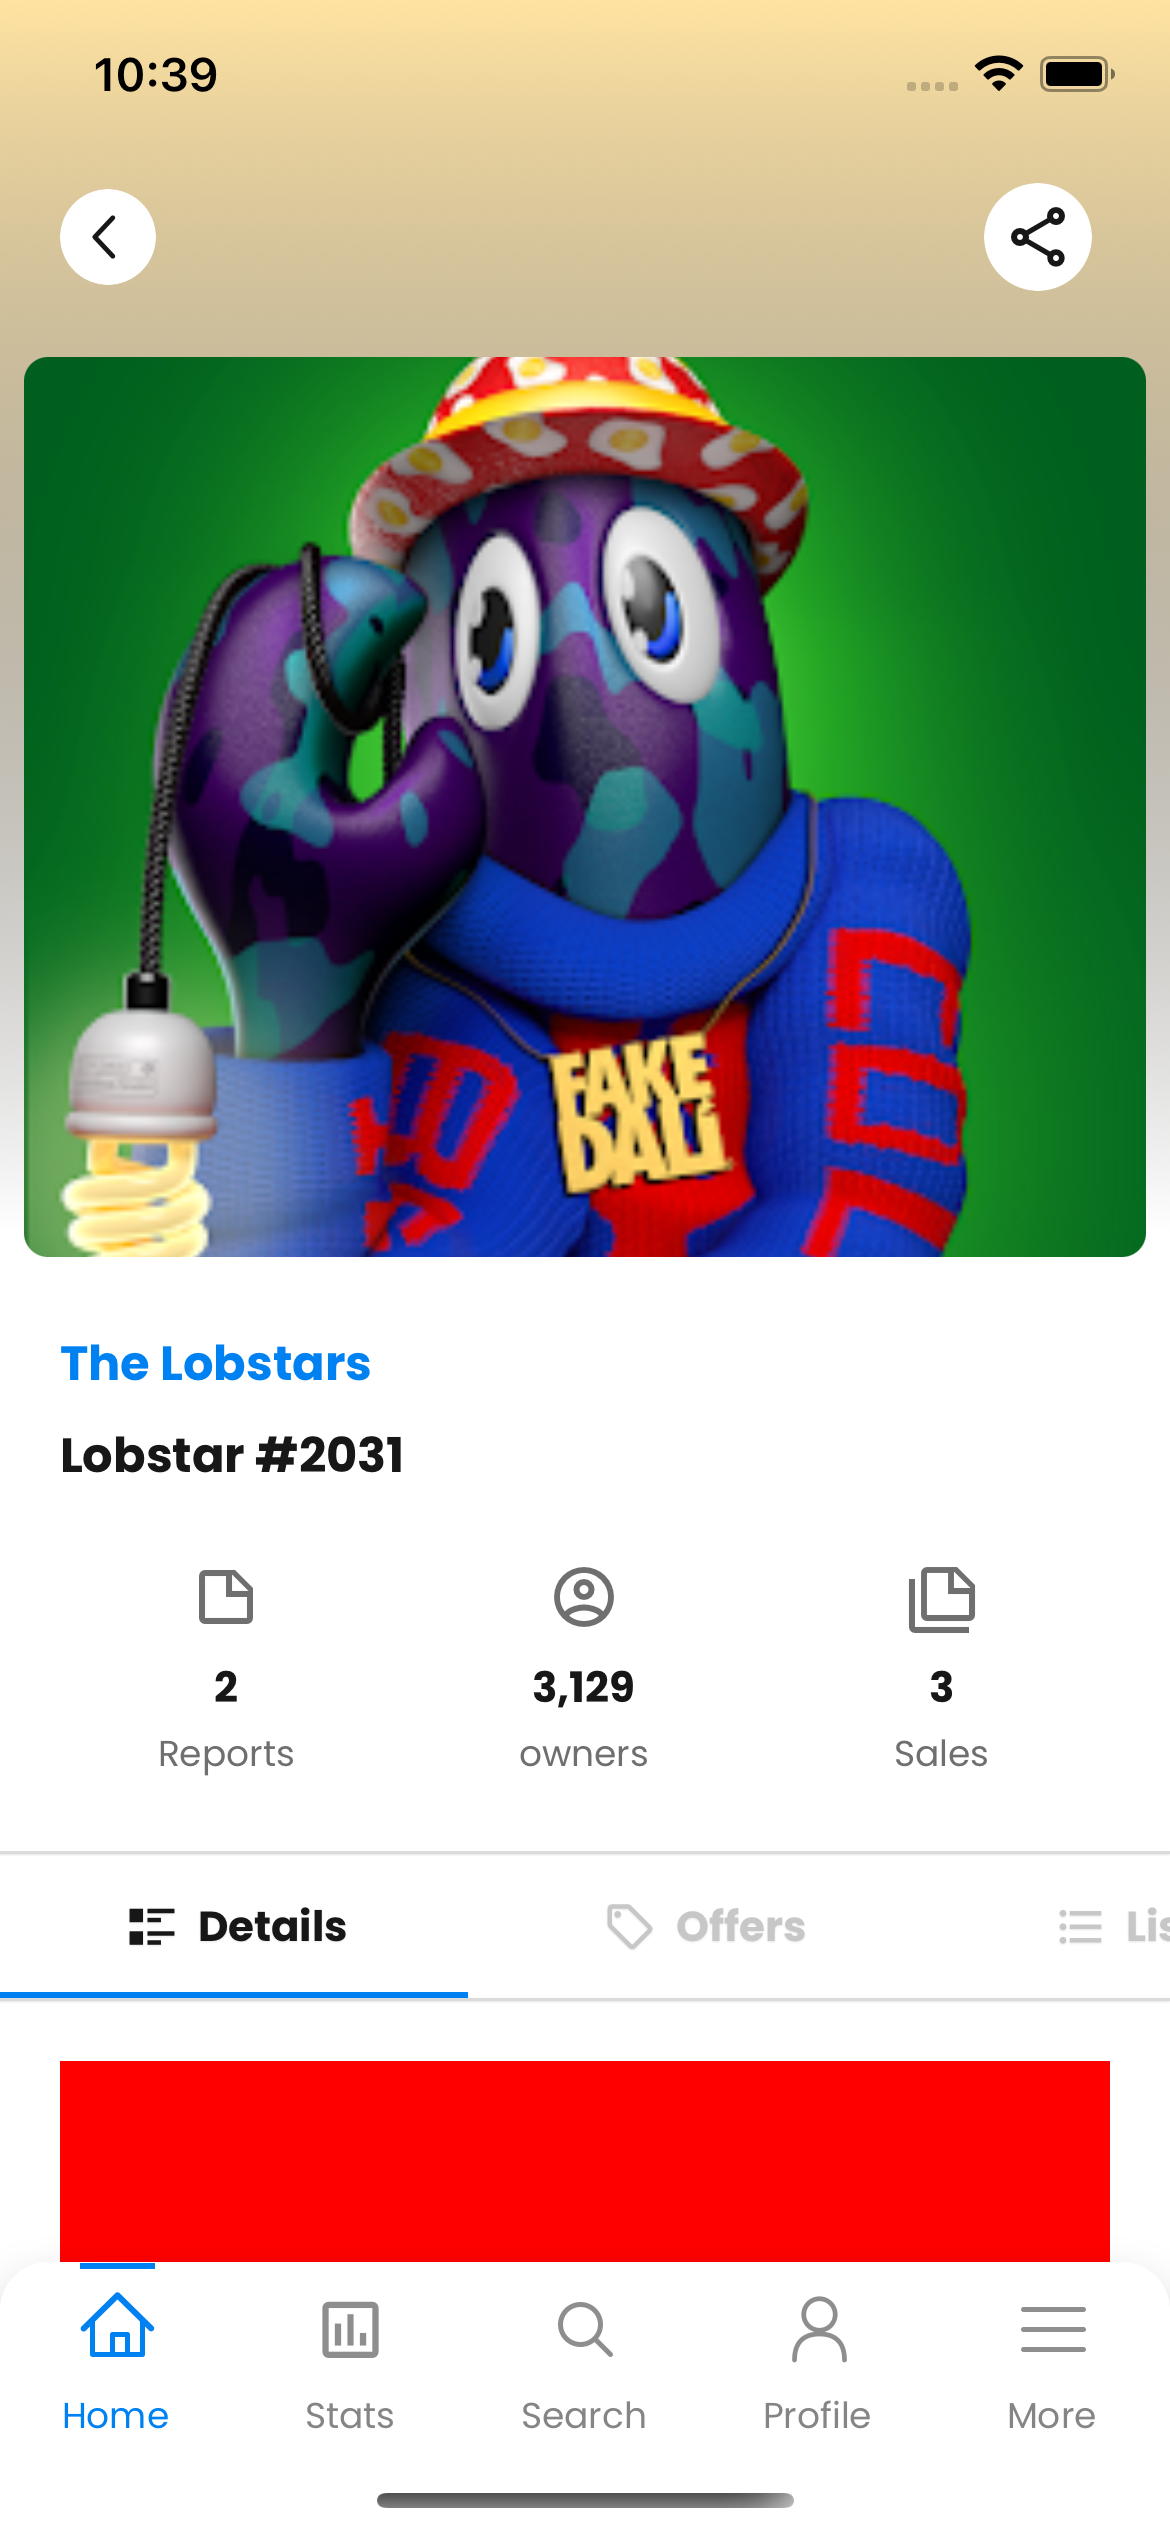 10:39
FAKE
DALI
The Lobstars
Lobstar #2031
2
3,129
3
Reports
owners
Sales
Details
Offers
Home
Stats
Search
Profile
More